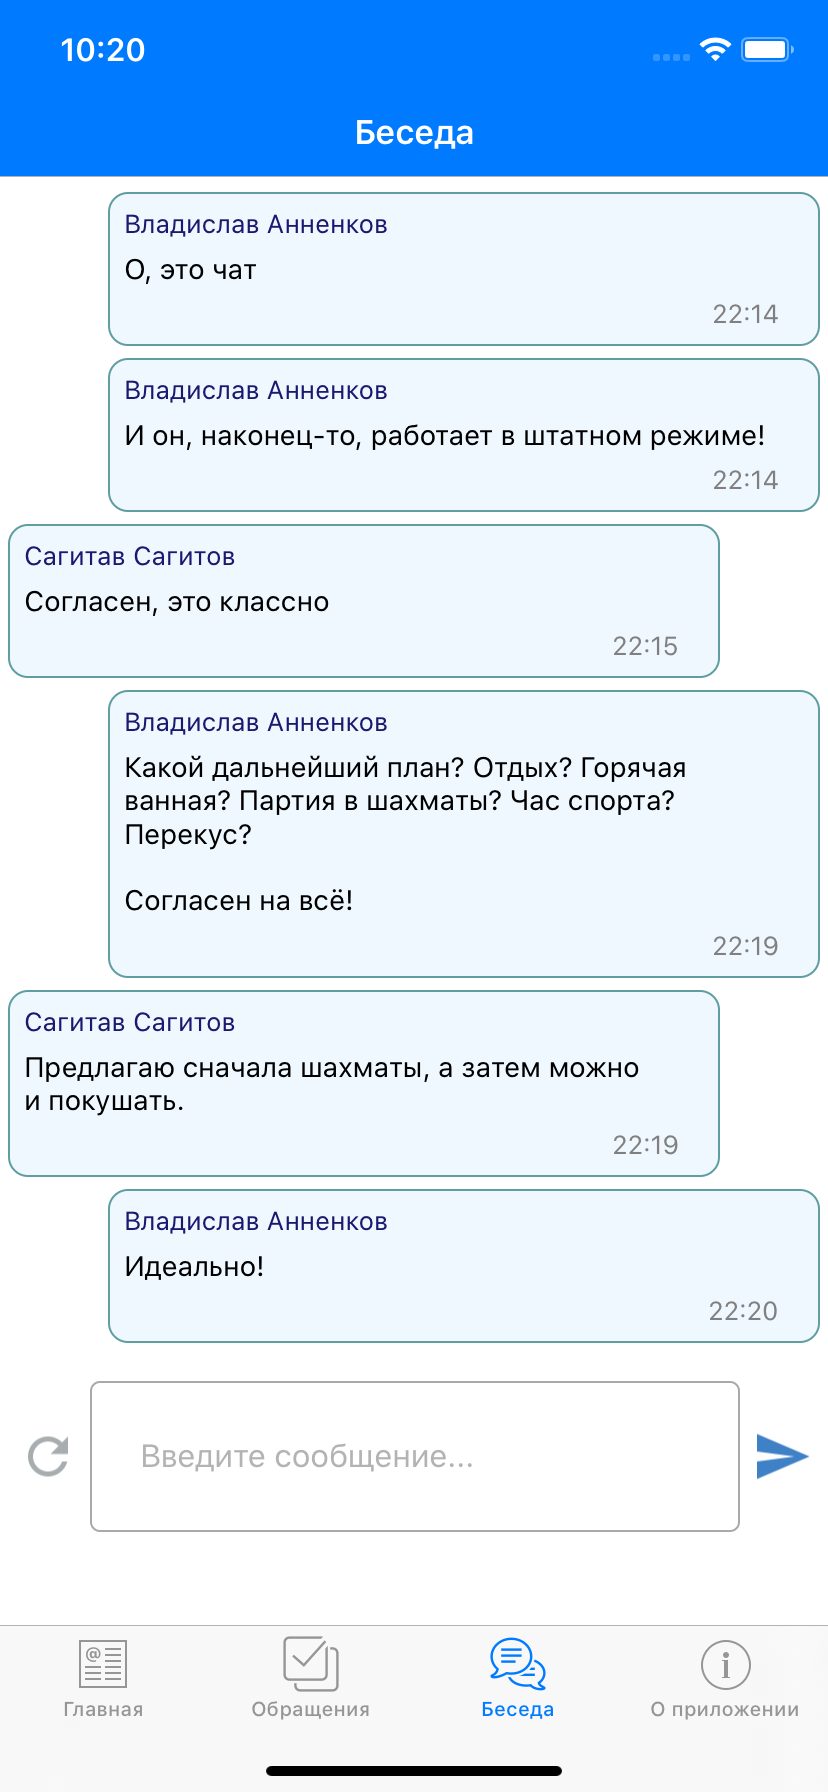 10:20
Беседа
Владислав Анненков
О, это чат
22:14
Владислав Анненков
И он, наконец-то, работает в штатном режиме!
22:14
Сагитав Сагитов
Согласен, это классно
22:15
Владислав Анненков
Какой дальнейший план? Отдых? Горячая
ванная? Партия в шахматы? Час спорта?
Перекус?
Согласен на всё!
22:19
Сагитав Сагитов
Предлагаю сначала шахматы, а затем можно
и покушать.
22:19
Владислав Анненков
Идеально!
22:20
Введите сообщение...
Главная
Обращения
Беседа
О приложении